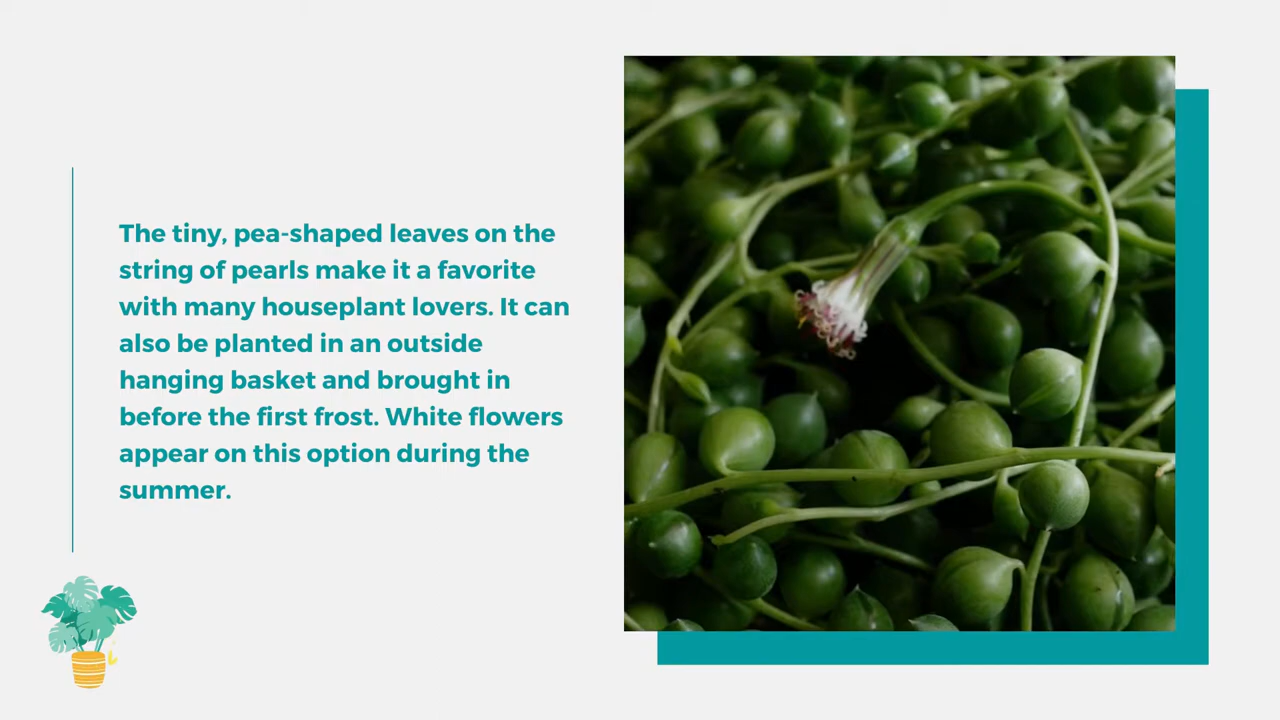 The tiny, pea-shaped leaves on the
string of pearls make it a favorite
with many houseplant lovers. It can
also be planted in an outside
hanging basket and brought in
before the first frost. White flowers
appear on this option during the
summer.